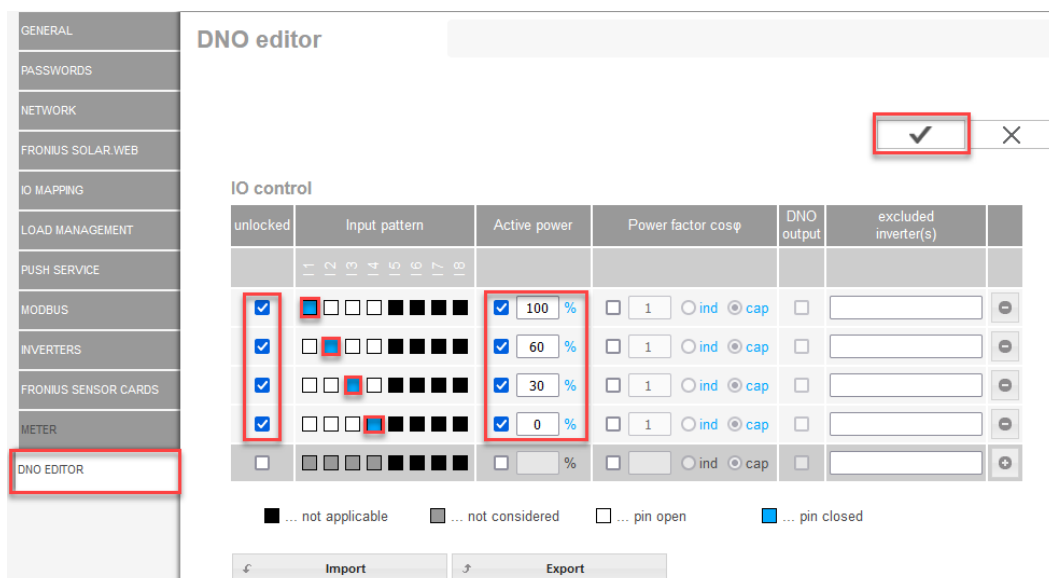 GENERAL
PASSWORDS
NETWORK
FRONIUS SOLAR.WEB
IO MAPPING
LOAD MANAGEMENT
PUSH SERVICE
MODBUS
INVERTERS
FRONIUS SENSOR CARDS
METER
DNO EDITOR
DNO editor
IO control
unlocked Input pattern Active power Power factor cosφ DNO output excluded inverter(s)
I1 I2 I3 I4 I5 I6 I7 I8
100 % 1 ind cap
60 % 1 ind cap
30 % 1 ind cap
0 % 1 ind cap
% ind cap
... not applicable ... not considered ... pin open ... pin closed
Import Export